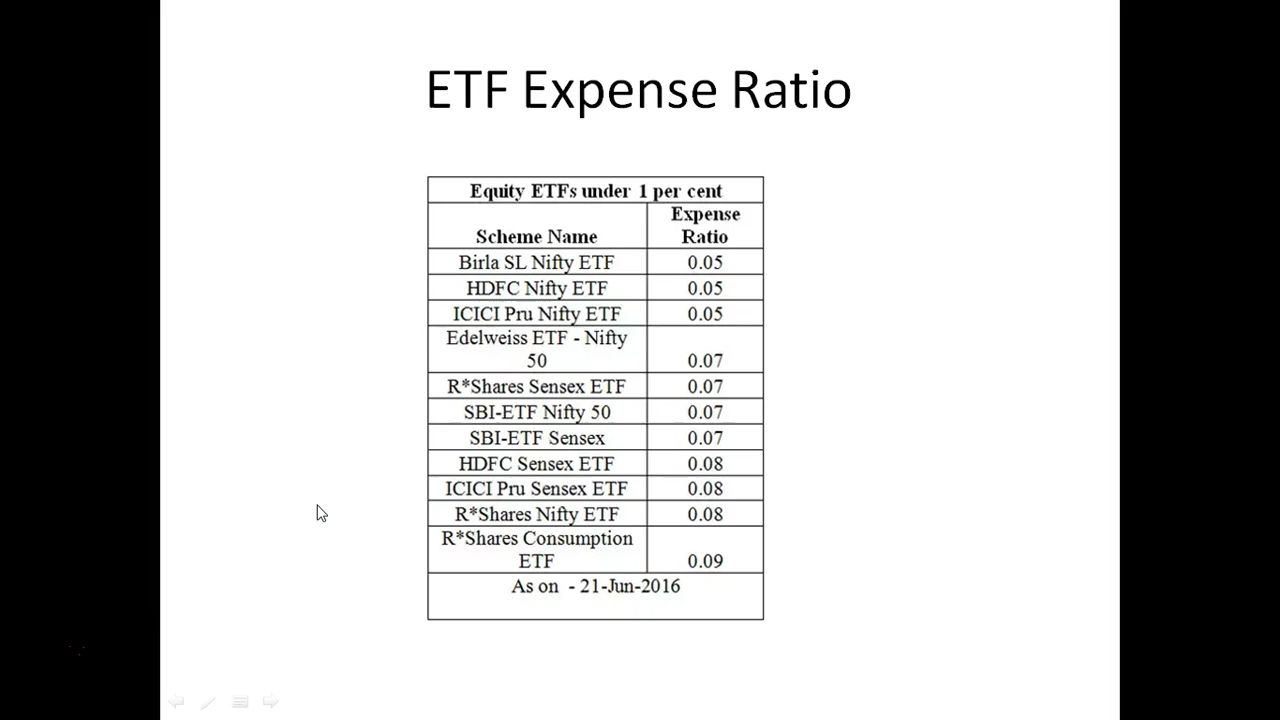 ETF Expense Ratio
Equity ETFs under 1 per cent
Scheme Name Expense Ratio
Birla SL Nifty ETF 0.05
HDFC Nifty ETF 0.05
ICICI Pru Nifty ETF 0.05
Edelweiss ETF - Nifty
50 0.07
R*Shares Sensex ETF 0.07
SBI-ETF Nifty 50 0.07
SBI-ETF Sensex 0.07
HDFC Sensex ETF 0.08
ICICI Pru Sensex ETF 0.08
R*Shares Nifty ETF 0.08
R*Shares Consumption
ETF 0.09
As on - 21-Jun-2016